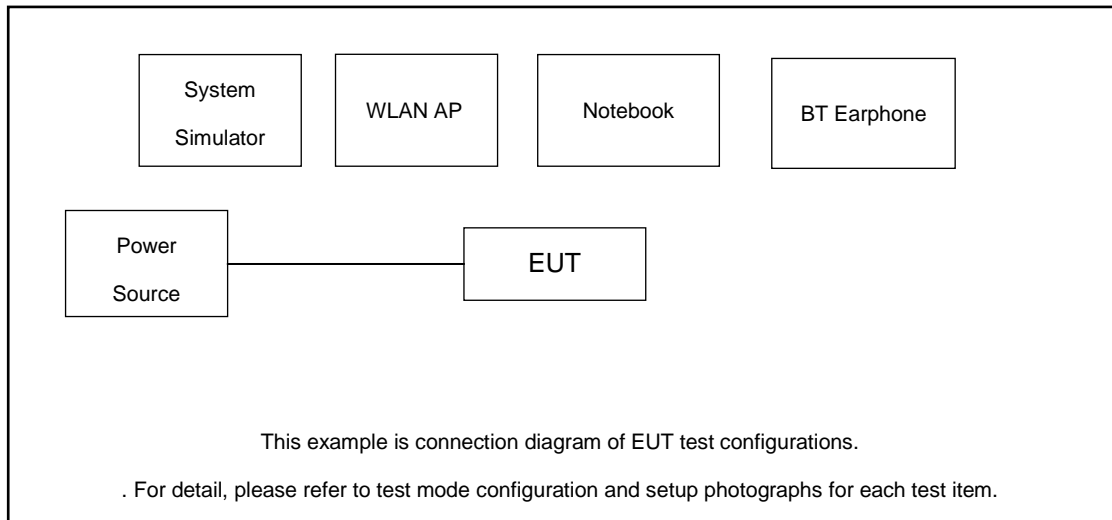 System
Simulator
WLAN AP
Notebook
BT Earphone
Power
Source
EUT
This example is connection diagram of EUT test configurations.
. For detail, please refer to test mode configuration and setup photographs for each test item.